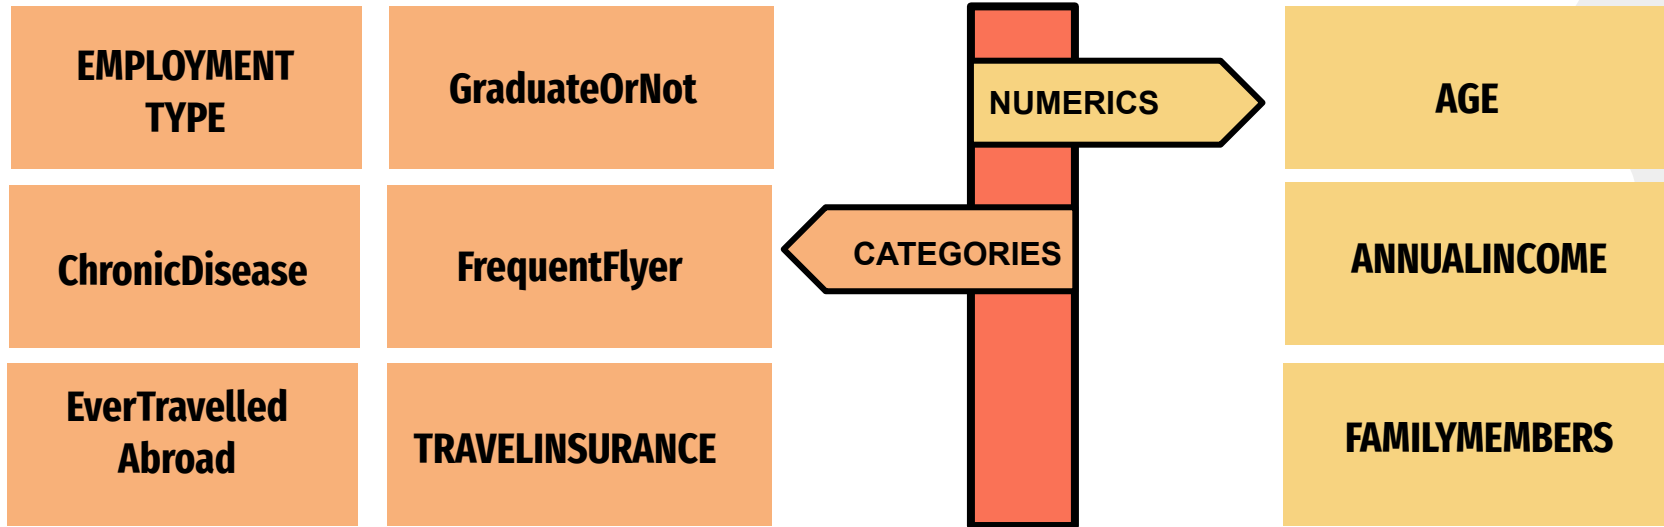 EMPLOYMENT
TYPE
GraduateOrNot
NUMERICS
AGE
ChronicDisease
FrequentFlyer
CATEGORIES
ANNUALINCOME
EverTravelled
Abroad
TRAVELINSURANCE
FAMILYMEMBERS